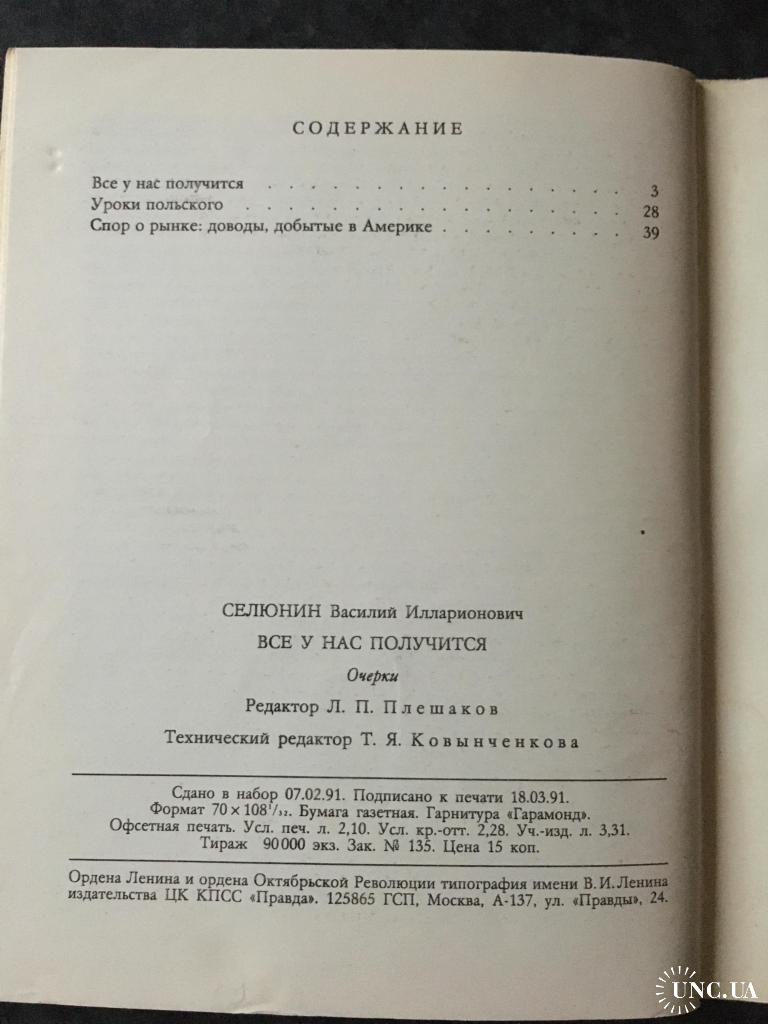 СОДЕРЖАНИЕ
Все у нас получится . . . . . . . . . . . . . . . . . 3
Уроки польского . . . . . . . . . . . . . . . . . . 28
Спор о рынке: доводы, добытые в Америке . . . . . . . . . 39
СЕЛЮНИН Василий Илларионович
ВСЕ У НАС ПОЛУЧИТСЯ
Очерки
Редактор Л. П. Плешаков
Технический редактор Т. Я. Ковынченкова
Сдано в набор 07.02.91. Подписано к печати 18.03.91.
Формат 70 × 108¹/₃₂. Бумага газетная. Гарнитура «Гарамонд».
Офсетная печать. Усл. печ. л. 2,10. Усл. кр.-отт. 2,28. Уч.-изд. л. 3,31.
Тираж 90 000 экз. Зак. № 135. Цена 15 коп.
Ордена Ленина и ордена Октябрьской Революции типография имени В. И. Ленина
издательства ЦК КПСС «Правда». 125865 ГСП, Москва, А-137, ул. «Правды», 24.
UNC.UA